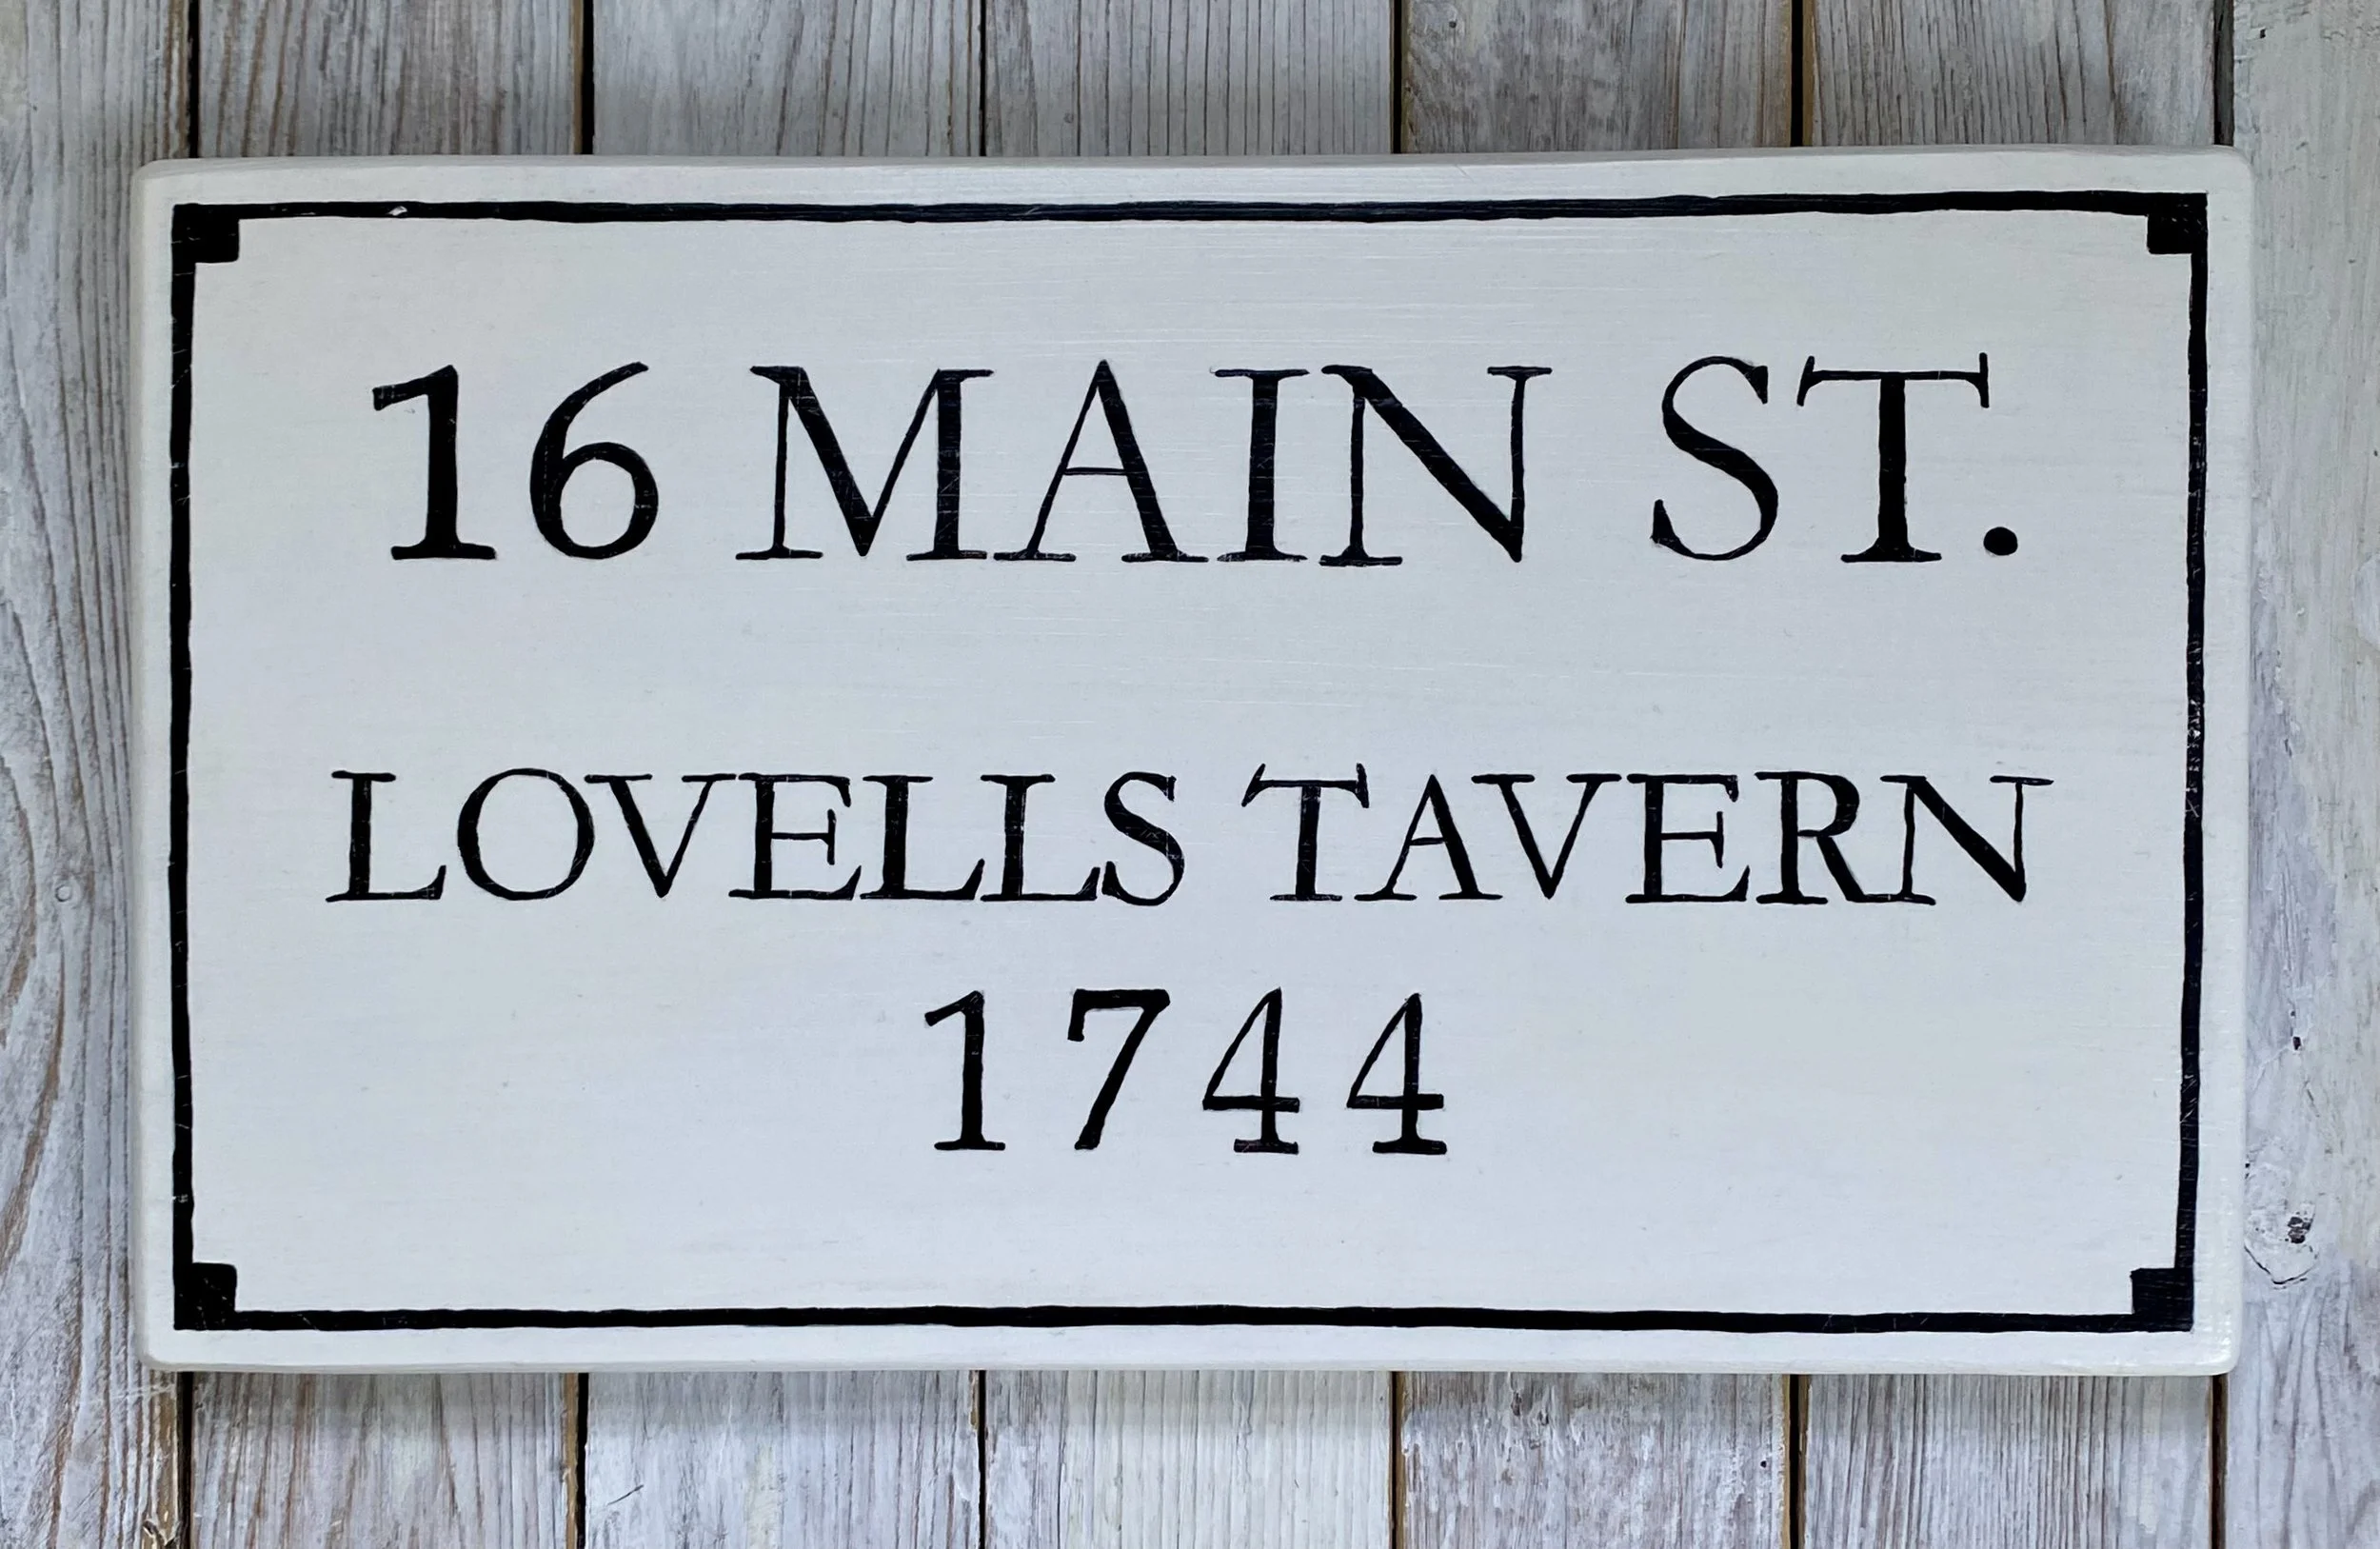 16 MAIN ST.
LOVELLS TAVERN
1744